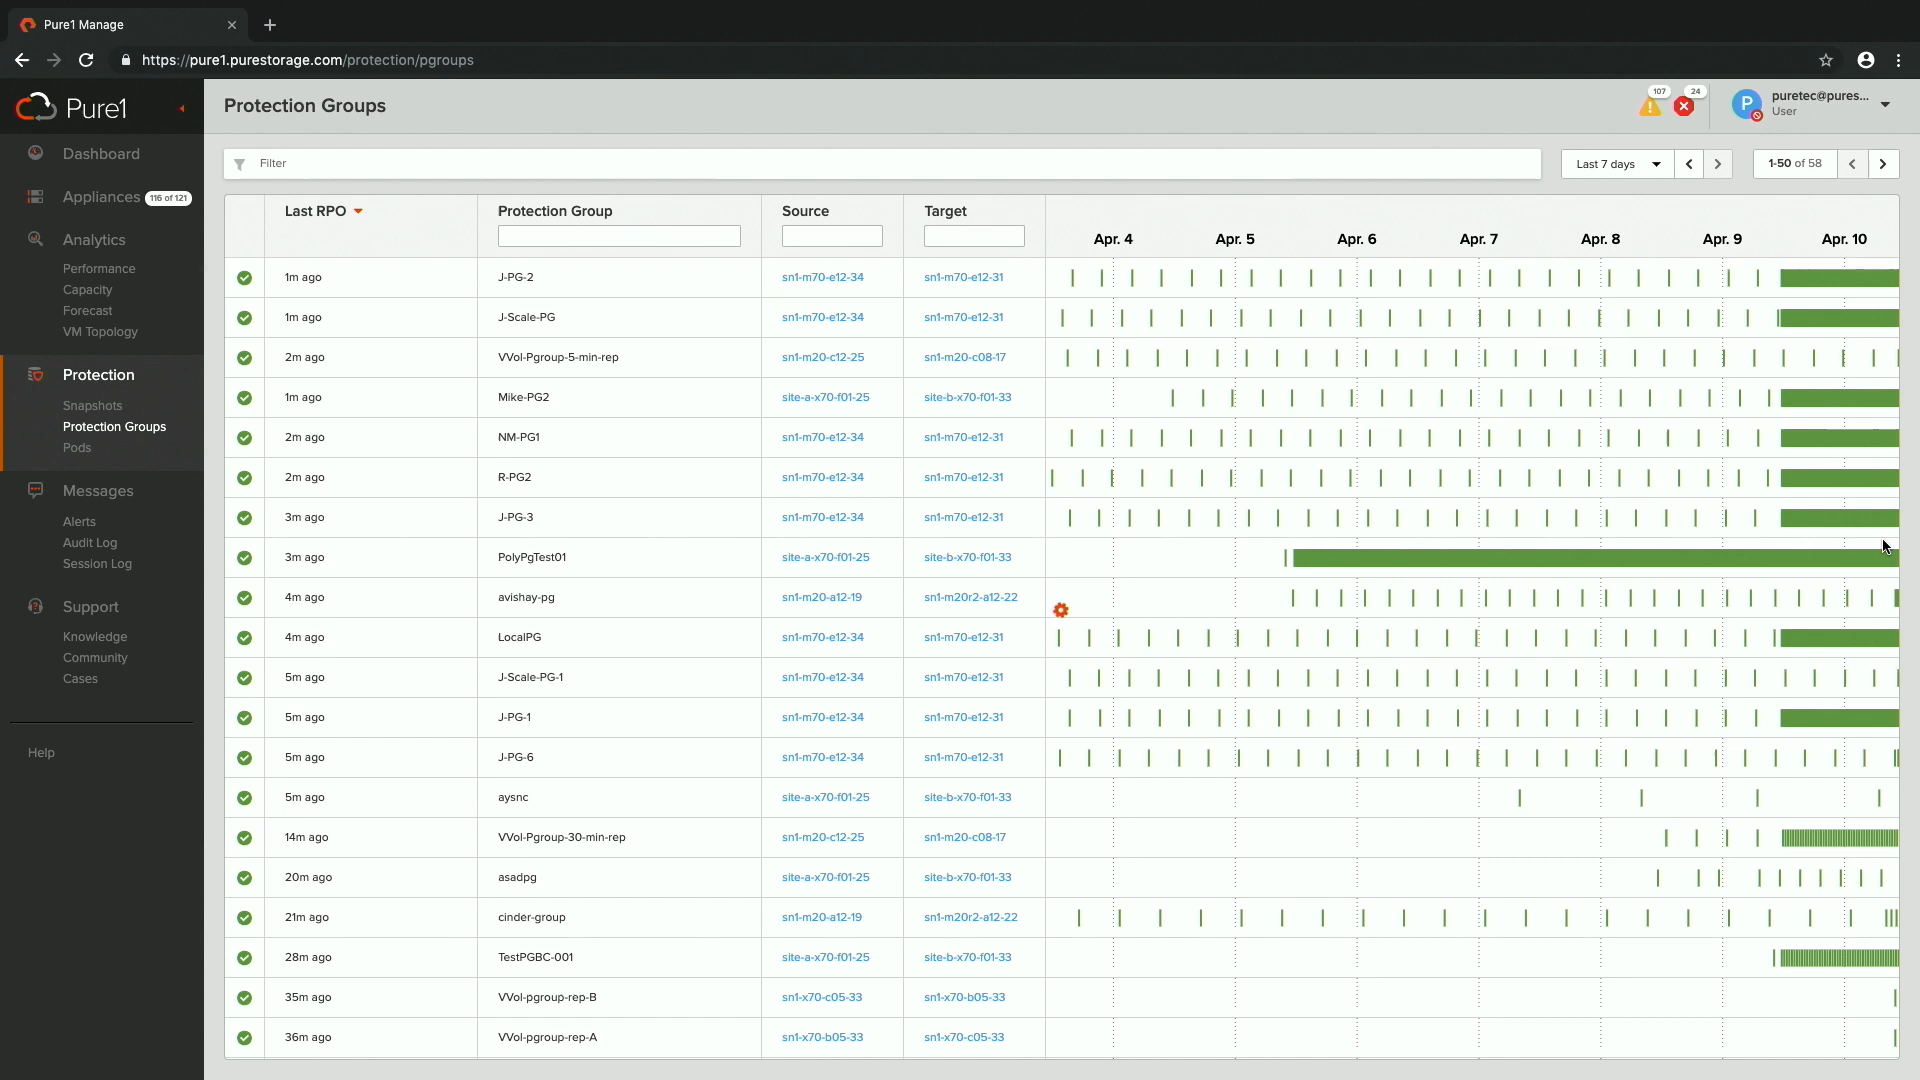 Pure1 Manage
https://pure1.purestorage.com/protection/pgroups
Pure1
Protection Groups
107
24
P
puretec@pures...
User
Dashboard
Appliances 116 of 121
Analytics
Performance
Capacity
Forecast
VM Topology
Protection
Snapshots
Protection Groups
Pods
Messages
Alerts
Audit Log
Session Log
Support
Knowledge
Community
Cases
Help
Filter
Last 7 days
1-50 of 58
Last RPO Protection Group Source Target
Apr. 4 Apr. 5 Apr. 6 Apr. 7 Apr. 8 Apr. 9 Apr. 10
1m ago J-PG-2 sn1-m70-e12-34 sn1-m70-e12-31
1m ago J-Scale-PG sn1-m70-e12-34 sn1-m70-e12-31
2m ago VVol-Pgroup-5-min-rep sn1-m20-c12-25 sn1-m20-c08-17
1m ago Mike-PG2 site-a-x70-f01-25 site-b-x70-f01-33
2m ago NM-PG1 sn1-m70-e12-34 sn1-m70-e12-31
2m ago R-PG2 sn1-m70-e12-34 sn1-m70-e12-31
3m ago J-PG-3 sn1-m70-e12-34 sn1-m70-e12-31
3m ago PolyPgTest01 site-a-x70-f01-25 site-b-x70-f01-33
4m ago avishay-pg sn1-m20-a12-19 sn1-m20r2-a12-22
4m ago LocalPG sn1-m70-e12-34 sn1-m70-e12-31
5m ago J-Scale-PG-1 sn1-m70-e12-34 sn1-m70-e12-31
5m ago J-PG-1 sn1-m70-e12-34 sn1-m70-e12-31
5m ago J-PG-6 sn1-m70-e12-34 sn1-m70-e12-31
5m ago aysnc site-a-x70-f01-25 site-b-x70-f01-33
14m ago VVol-Pgroup-30-min-rep sn1-m20-c12-25 sn1-m20-c08-17
20m ago asadpg site-a-x70-f01-25 site-b-x70-f01-33
21m ago cinder-group sn1-m20-a12-19 sn1-m20r2-a12-22
28m ago TestPGBC-001 site-a-x70-f01-25 site-b-x70-f01-33
35m ago VVol-pgroup-rep-B sn1-x70-c05-33 sn1-x70-b05-33
36m ago VVol-pgroup-rep-A sn1-x70-b05-33 sn1-x70-c05-33